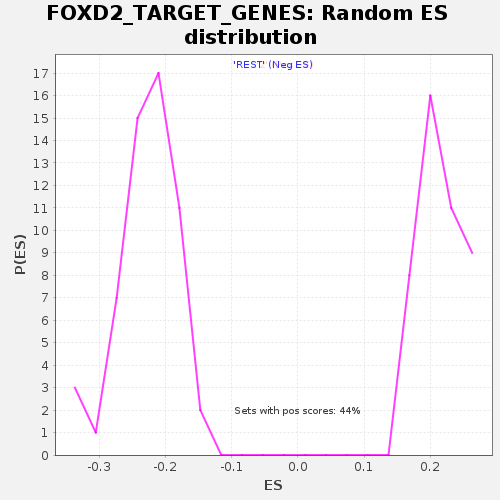 FOXD2_TARGET_GENES: Random ES
distribution
'REST' (Neg ES)
17
16
15
14
13
12
11
10
9
8
7
6
5
4
3
2
1
0
P(ES)
Sets with pos scores: 44%
-0.3 -0.2 -0.1 0.0 0.1 0.2
ES